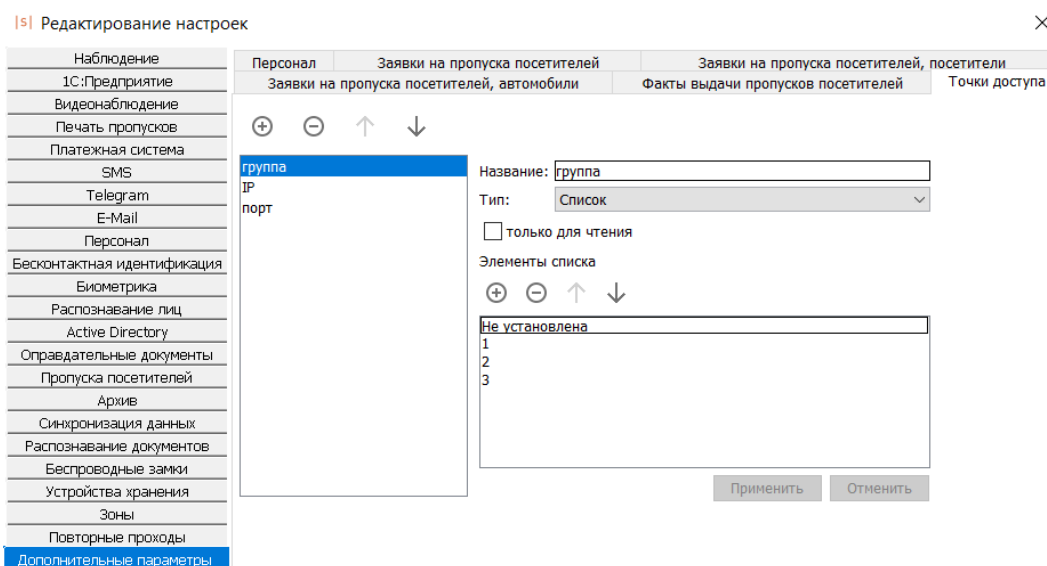 |S| Редактирование настроек
Наблюдение
1С:Предприятие
Видеонаблюдение
Печать пропусков
Платежная система
SMS
Telegram
E-Mail
Персонал
Бесконтактная идентификация
Биометрика
Распознавание лиц
Active Directory
Оправдательные документы
Пропуска посетителей
Архив
Синхронизация данных
Распознавание документов
Беспроводные замки
Устройства хранения
Зоны
Повторные проходы
Дополнительные параметры
Персонал
Заявки на пропуска посетителей
Заявки на пропуска посетителей, посетители
Заявки на пропуска посетителей, автомобили
Факты выдачи пропусков посетителей
Точки доступа
группа
IP
порт
Название: группа
Тип: Список
только для чтения
Элементы списка
Не установлена
1
2
3
Применить
Отменить